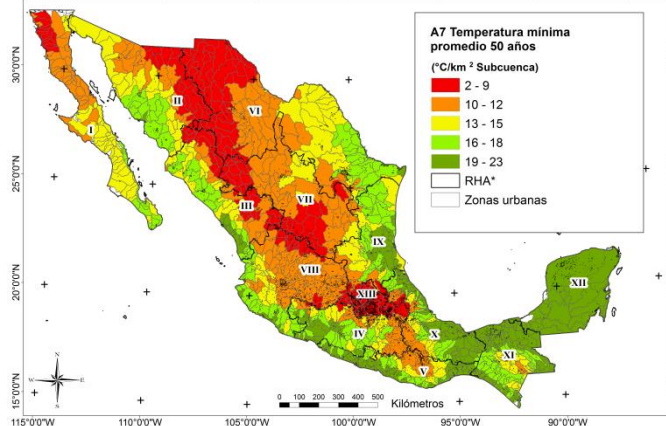 A7 Temperatura mínima
promedio 50 años
(°C/km ² Subcuenca)
2 - 9
10 - 12
13 - 15
16 - 18
19 - 23
RHA*
Zonas urbanas
30°0'0"N
25°0'0"N
20°0'0"N
15°0'0"N
I
II
VI
III
VII
IX
VIII
XIII
XII
IV
X
V
XI
N
W
E
S
0
100
200
300
400
500
Kilómetros
115°0'0"W
110°0'0"W
105°0'0"W
100°0'0"W
95°0'0"W
90°0'0"W